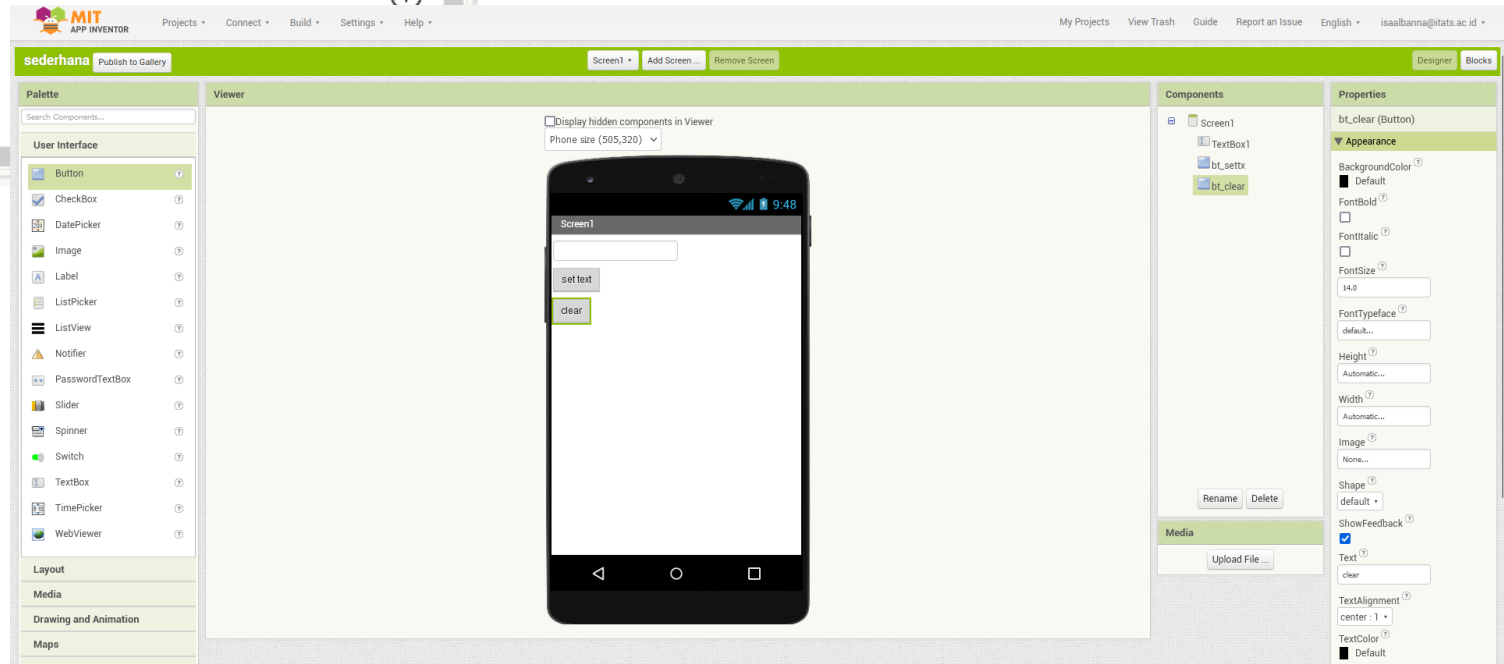 MIT
APP INVENTOR
Projects Connect Build Settings Help
My Projects View Trash Guide Report an Issue English isaalbanna@itats.ac.id
sederhana Publish to Gallery
Screen1 Add Screen ... Remove Screen
Designer Blocks
Palette
Search Components...
User Interface
Button
CheckBox
DatePicker
Image
Label
ListPicker
ListView
Notifier
PasswordTextBox
Slider
Spinner
Switch
TextBox
TimePicker
WebViewer
Layout
Media
Drawing and Animation
Maps
Viewer
Display hidden components in Viewer
Phone size (505,320)
9:48
Screen1
set text
clear
Components
Screen1
TextBox1
bt_settx
bt_clear
Rename Delete
Media
Upload File ...
Properties
bt_clear (Button)
Appearance
BackgroundColor
Default
FontBold
FontItalic
FontSize
14.0
FontTypeface
default...
Height
Automatic...
Width
Automatic...
Image
None...
Shape
default
ShowFeedback
Text
clear
TextAlignment
center : 1
TextColor
Default